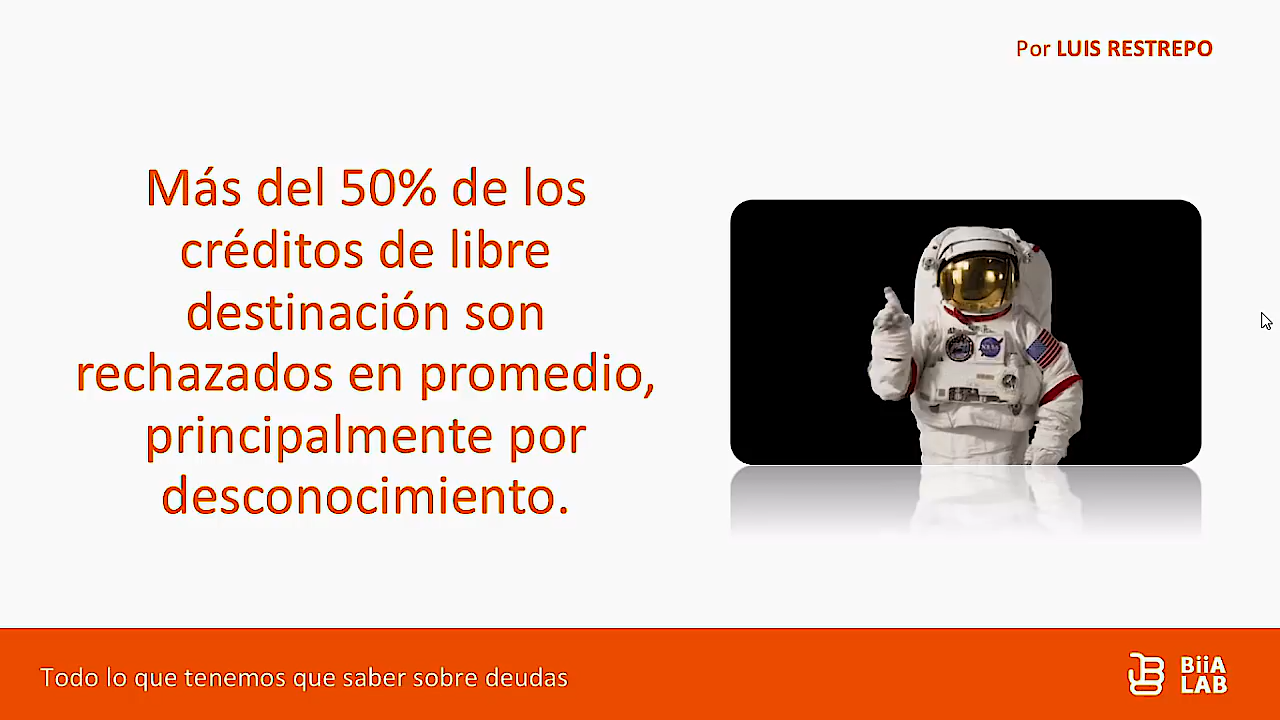 Por LUIS RESTREPO
Más del 50% de los
créditos de libre
destinación son
rechazados en promedio,
principalmente por
desconocimiento.
Todo lo que tenemos que saber sobre deudas
BiiA
LAB